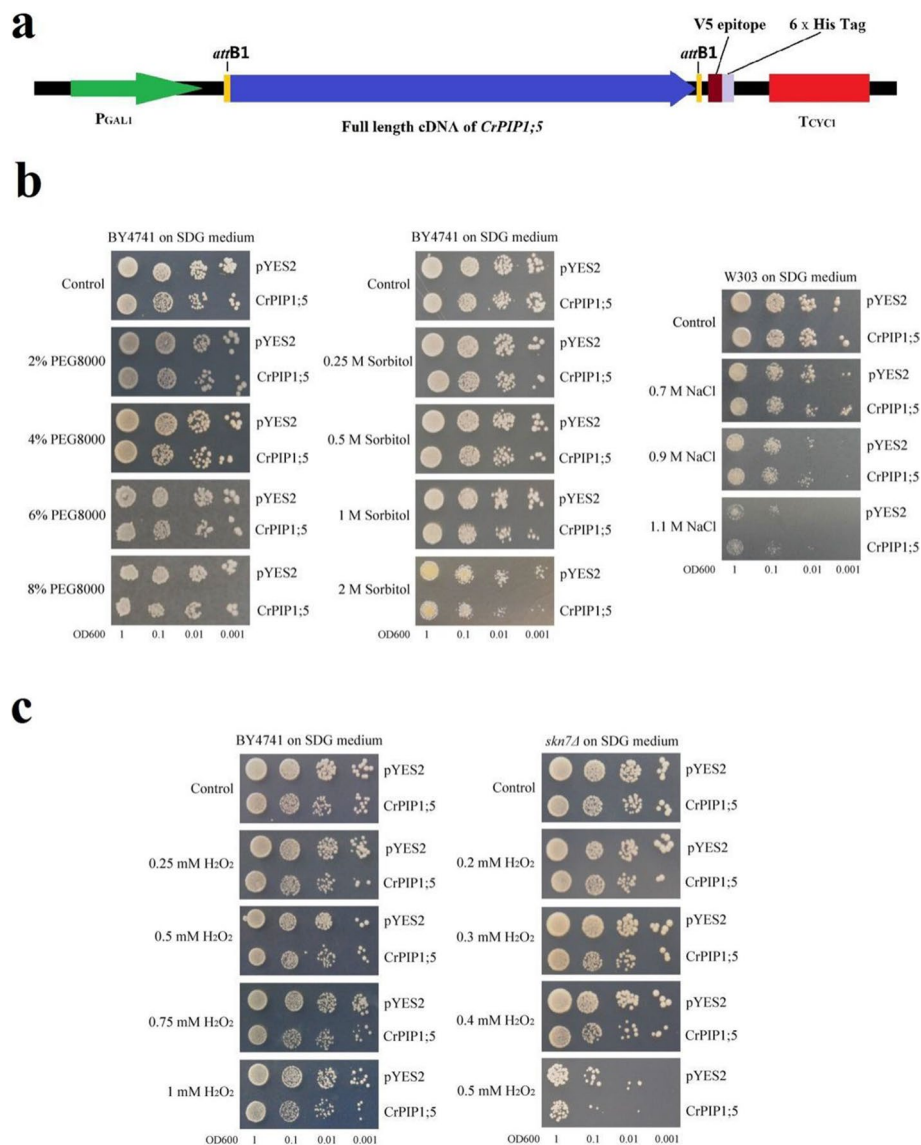 a
V5 epitope 6 x His Tag
attB1 attB1
PGAL1
Full length cDNA of CrPIP1;5
TCYC1
b
BY4741 on SDG medium
Control
pYES2
CrPIP1;5
2% PEG8000
pYES2
CrPIP1;5
4% PEG8000
pYES2
CrPIP1;5
6% PEG8000
pYES2
CrPIP1;5
8% PEG8000
pYES2
CrPIP1;5
OD600 1 0.1 0.01 0.001
BY4741 on SDG medium
Control
pYES2
CrPIP1;5
0.25 M Sorbitol
pYES2
CrPIP1;5
0.5 M Sorbitol
pYES2
CrPIP1;5
1 M Sorbitol
pYES2
CrPIP1;5
2 M Sorbitol
pYES2
CrPIP1;5
OD600 1 0.1 0.01 0.001
W303 on SDG medium
Control
pYES2
CrPIP1;5
0.7 M NaCl
pYES2
CrPIP1;5
0.9 M NaCl
pYES2
CrPIP1;5
1.1 M NaCl
pYES2
CrPIP1;5
OD600 1 0.1 0.01 0.001
c
BY4741 on SDG medium
Control
pYES2
CrPIP1;5
0.25 mM H2O2
pYES2
CrPIP1;5
0.5 mM H2O2
pYES2
CrPIP1;5
0.75 mM H2O2
pYES2
CrPIP1;5
1 mM H2O2
pYES2
CrPIP1;5
OD600 1 0.1 0.01 0.001
skn7Δ on SDG medium
Control
pYES2
CrPIP1;5
0.2 mM H2O2
pYES2
CrPIP1;5
0.3 mM H2O2
pYES2
CrPIP1;5
0.4 mM H2O2
pYES2
CrPIP1;5
0.5 mM H2O2
pYES2
CrPIP1;5
OD600 1 0.1 0.01 0.001